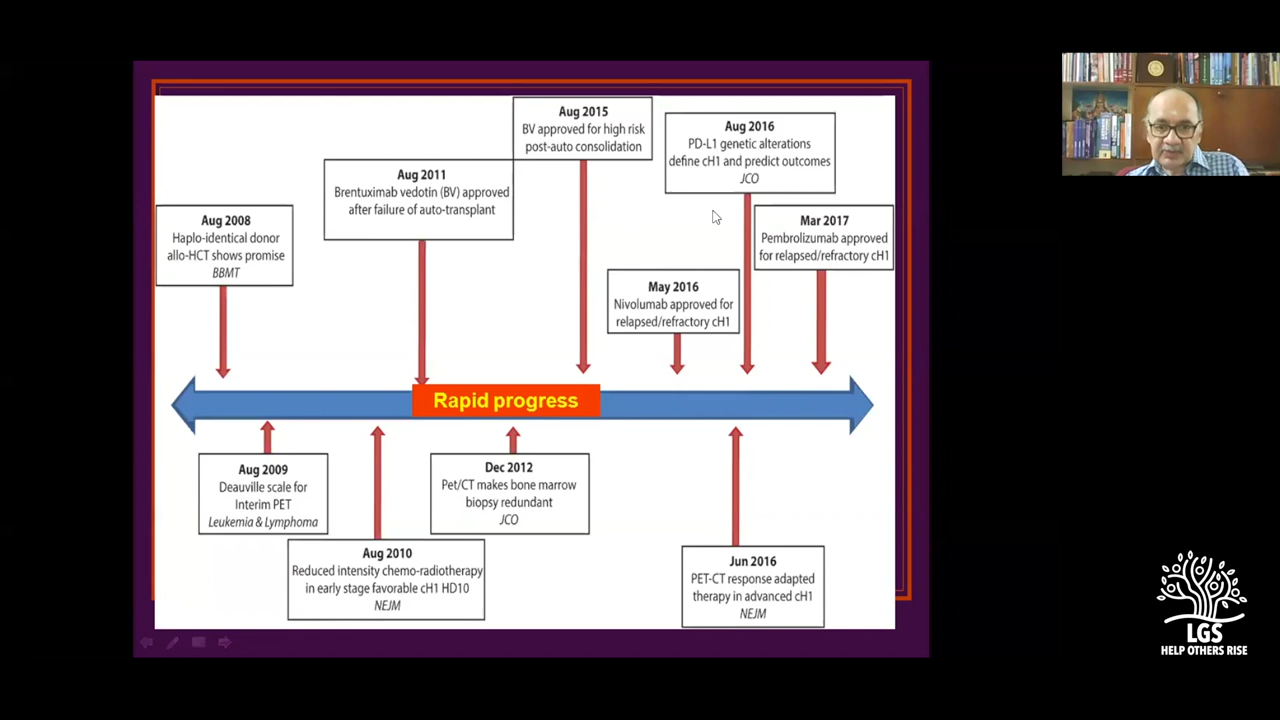 Aug 2008
Haplo-identical donor
allo-HCT shows promise
BBMT
Aug 2011
Brentuximab vedotin (BV) approved
after failure of auto-transplant
Aug 2015
BV approved for high risk
post-auto consolidation
May 2016
Nivolumab approved for
relapsed/refractory cH1
Aug 2016
PD-L1 genetic alterations
define cH1 and predict outcomes
JCO
Mar 2017
Pembrolizumab approved
for relapsed/refractory cH1
Rapid progress
Aug 2009
Deauville scale for
Interim PET
Leukemia & Lymphoma
Aug 2010
Reduced intensity chemo-radiotherapy
in early stage favorable cH1 HD10
NEJM
Dec 2012
Pet/CT makes bone marrow
biopsy redundant
JCO
Jun 2016
PET-CT response adapted
therapy in advanced cH1
NEJM
LGS
HELP OTHERS RISE